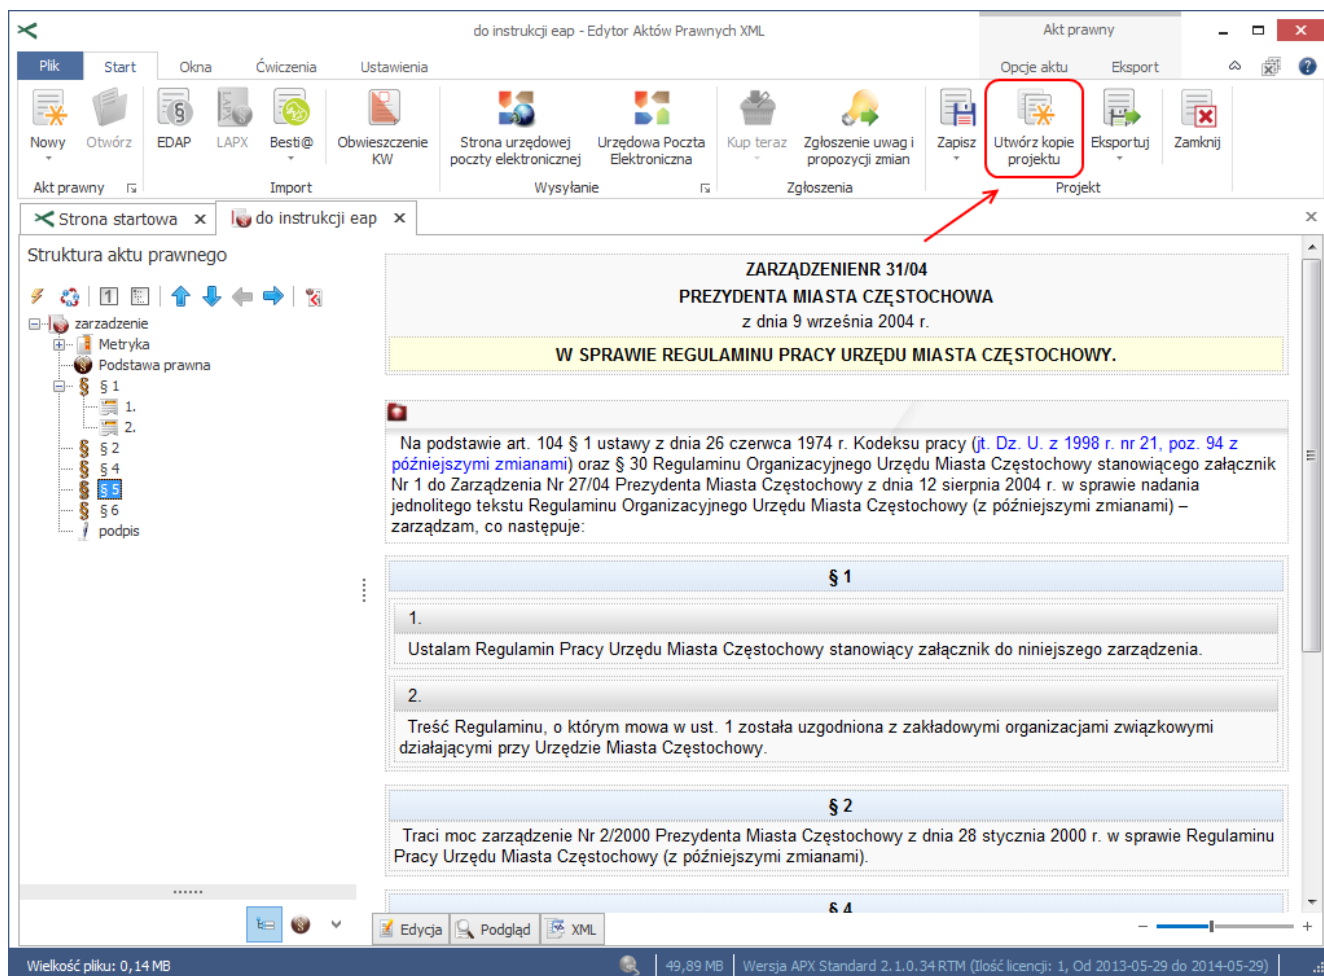 do instrukcji eap - Edytor Aktów Prawnych XML
Akt prawny
Plik
Start
Okna
Ćwiczenia
Ustawienia
Opcje aktu
Eksport
Nowy
Otwórz
EDAP
LAPX
Besti@
Obwieszczenie
KW
Strona urzędowej
poczty elektronicznej
Urzędowa Poczta
Elektroniczna
Kup teraz
Zgłoszenie uwag i
propozycji zmian
Zapisz
Utwórz kopie
projektu
Eksportuj
Zamknij
Akt prawny
Import
Wysyłanie
Zgłoszenia
Projekt
Strona startowa
do instrukcji eap
Struktura aktu prawnego
zarzadzenie
Metryka
Podstawa prawna
§ 1
1.
2.
§ 2
§ 4
§ 5
§ 6
podpis
ZARZĄDZENIENR 31/04
PREZYDENTA MIASTA CZĘSTOCHOWA
z dnia 9 września 2004 r.
W SPRAWIE REGULAMINU PRACY URZĘDU MIASTA CZĘSTOCHOWY.
Na podstawie art. 104 § 1 ustawy z dnia 26 czerwca 1974 r. Kodeksu pracy (jt. Dz. U. z 1998 r. nr 21, poz. 94 z
późniejszymi zmianami) oraz § 30 Regulaminu Organizacyjnego Urzędu Miasta Częstochowy stanowiącego załącznik
Nr 1 do Zarządzenia Nr 27/04 Prezydenta Miasta Częstochowy z dnia 12 sierpnia 2004 r. w sprawie nadania
jednolitego tekstu Regulaminu Organizacyjnego Urzędu Miasta Częstochowy (z późniejszymi zmianami) –
zarządzam, co następuje:
§ 1
1.
Ustalam Regulamin Pracy Urzędu Miasta Częstochowy stanowiący załącznik do niniejszego zarządzenia.
2.
Treść Regulaminu, o którym mowa w ust. 1 została uzgodniona z zakładowymi organizacjami związkowymi
działającymi przy Urzędzie Miasta Częstochowy.
§ 2
Traci moc zarządzenie Nr 2/2000 Prezydenta Miasta Częstochowy z dnia 28 stycznia 2000 r. w sprawie Regulaminu
Pracy Urzędu Miasta Częstochowy (z późniejszymi zmianami).
§ 4
Edycja
Podgląd
XML
Wielkość pliku: 0,14 MB
49,89 MB
Wersja APX Standard 2.1.0.34 RTM (Ilość licencji: 1, Od 2013-05-29 do 2014-05-29)